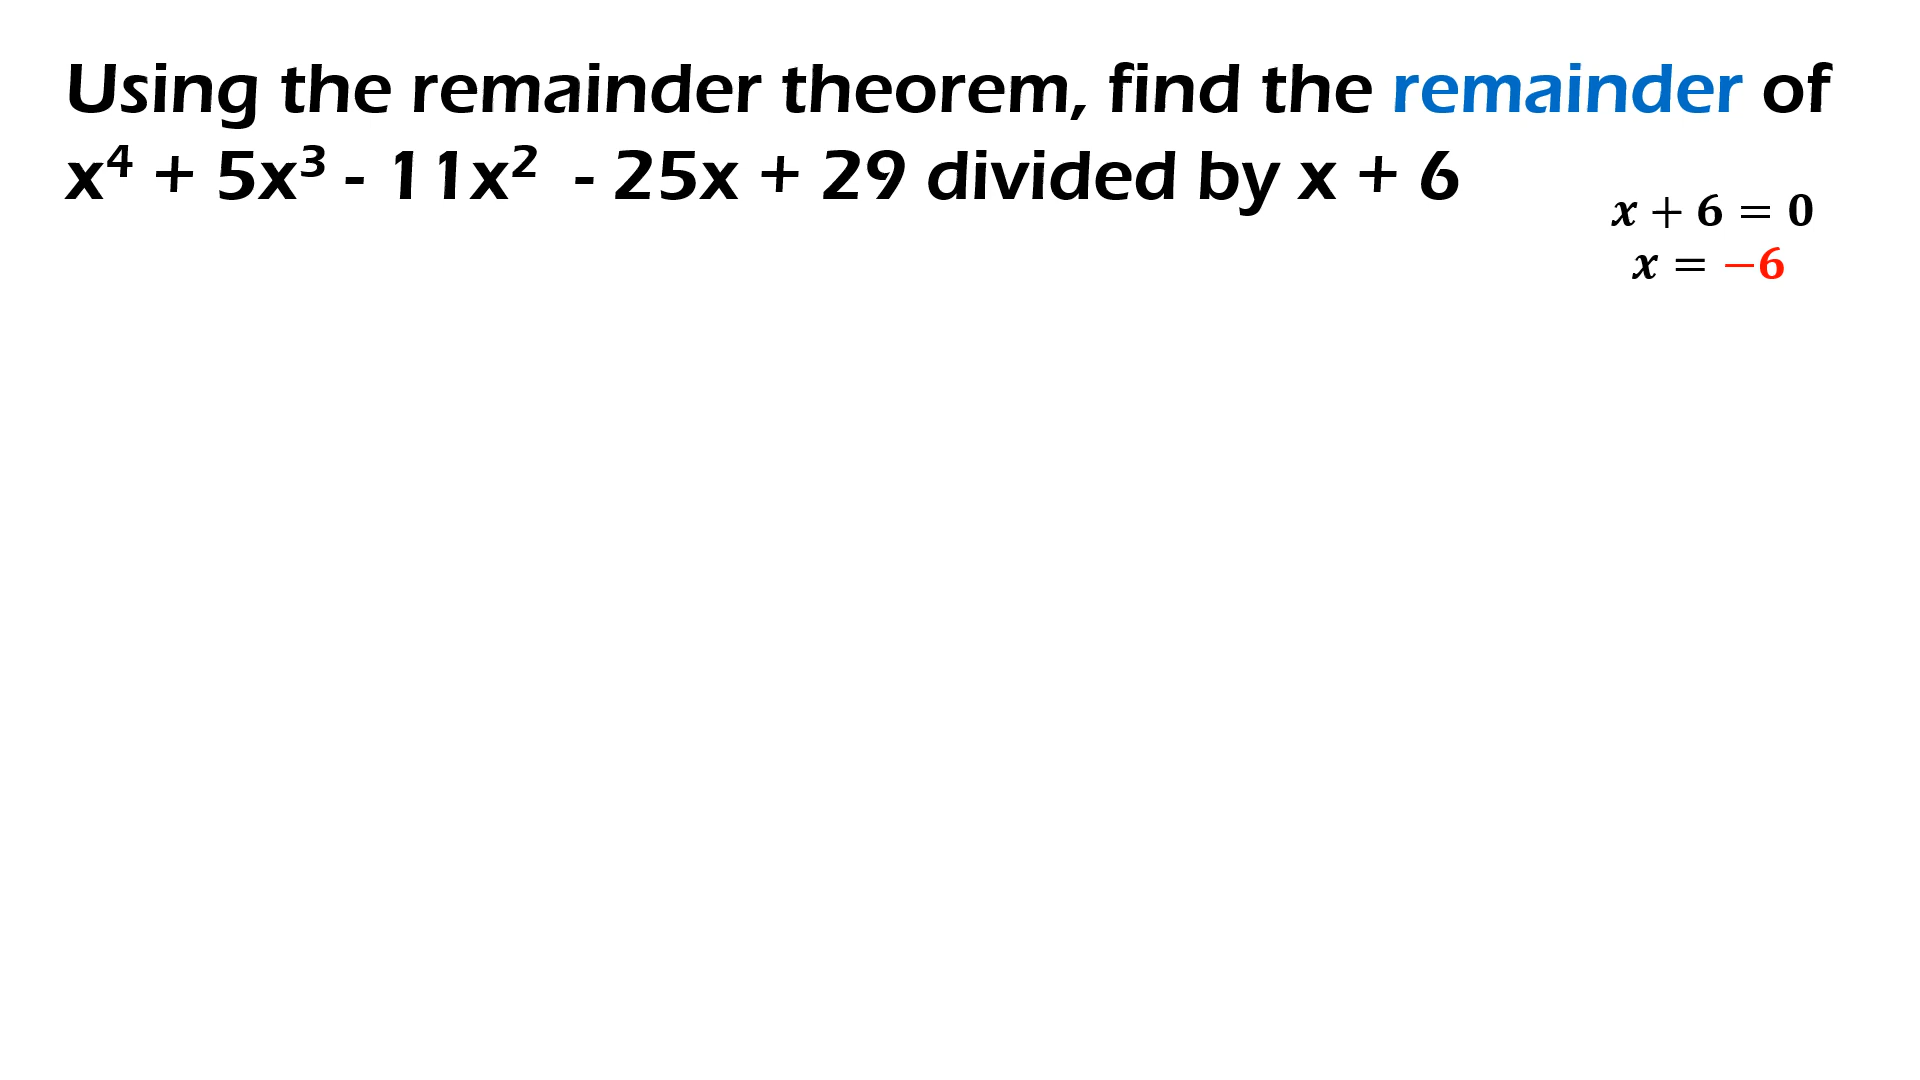 Using the remainder theorem, find the remainder of
x⁴ + 5x³ - 11x² - 25x + 29 divided by x + 6
x + 6 = 0
x = −6